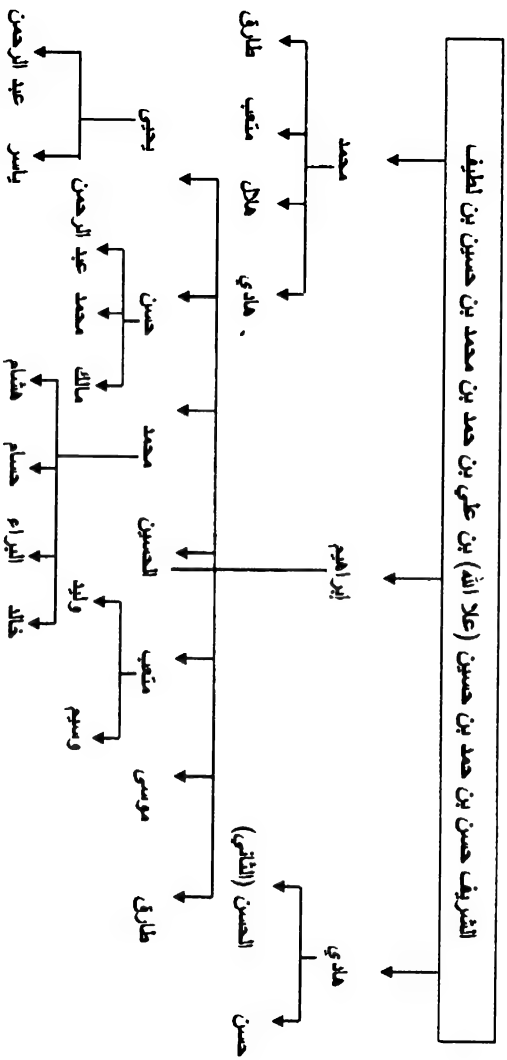 الشريف حسن بن حمد بن حسين (علا الله) بن علي بن حمد بن محمد بن حسين بن لطيف
هادي
ابراهيم
محمد
حسن
الحسن (الثاني)
هادي .
هلال
متعب
طارق
طارق
موسى
متعب
الحسين
محمد
حسن
يحيى
وسيم
وليد
خالد
البراء
حسام
هشام
مالك
محمد
عبد الرحمن
ياسر
عبد الرحمن